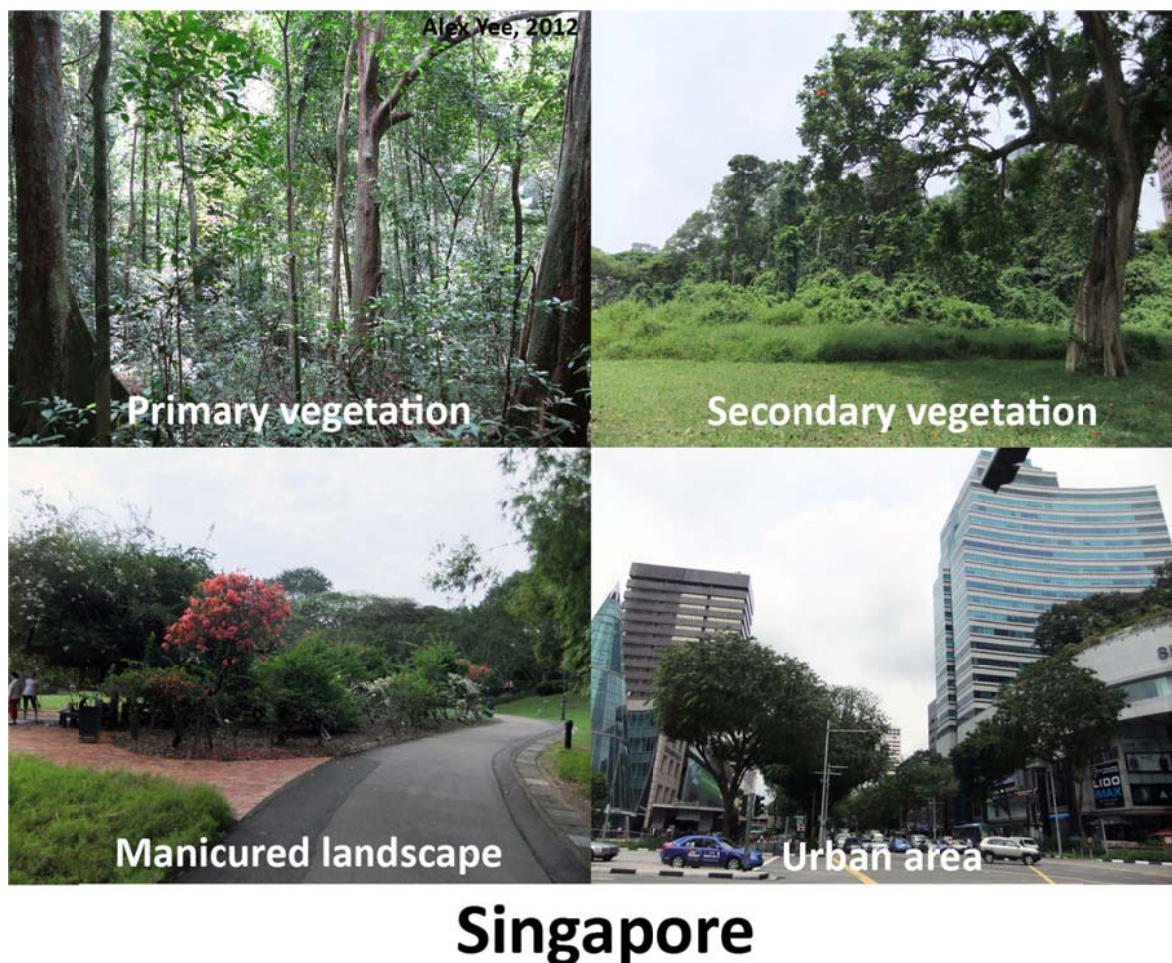 Alex Yee, 2012
Primary vegetation
Secondary vegetation
Manicured landscape
Urban area
LIDO
IMAX
Singapore